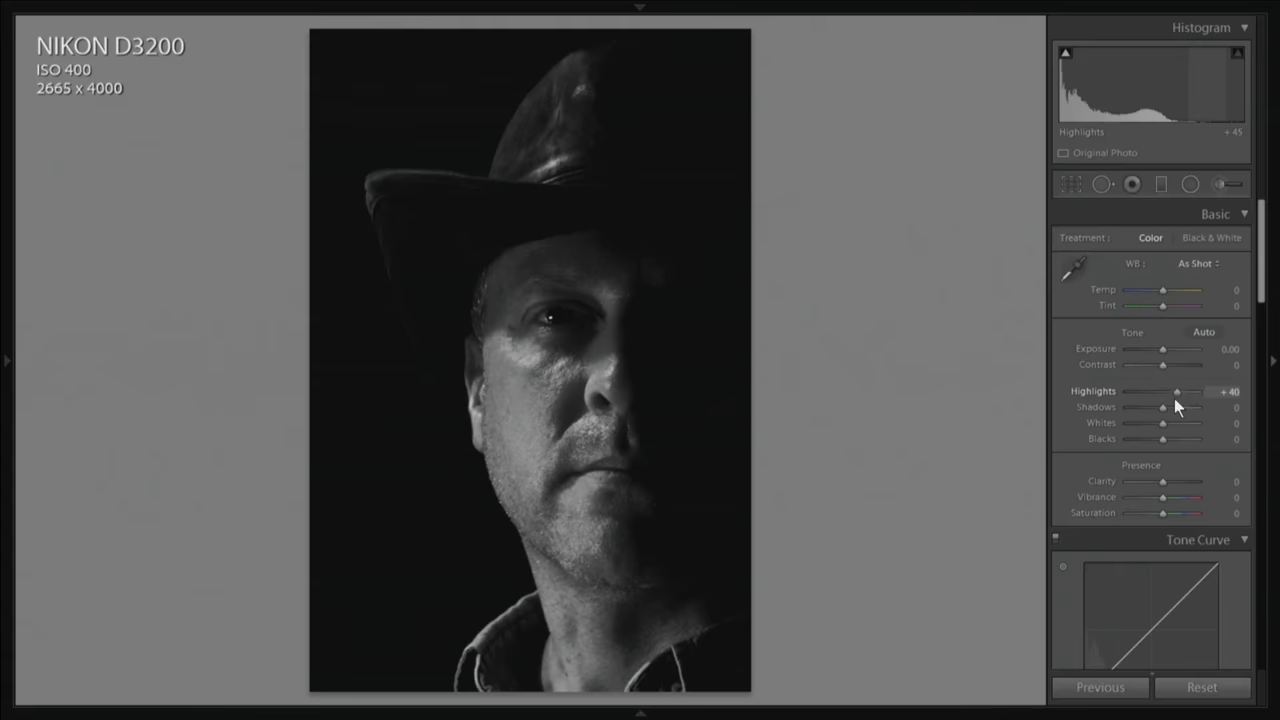 NIKON D3200
ISO 400
2665 x 4000
Histogram
Highlights + 45
Original Photo
Basic
Treatment : Color Black & White
WB : As Shot
Temp 0
Tint 0
Tone Auto
Exposure 0.00
Contrast 0
Highlights + 40
Shadows 0
Whites 0
Blacks 0
Presence
Clarity 0
Vibrance 0
Saturation 0
Tone Curve
Previous Reset